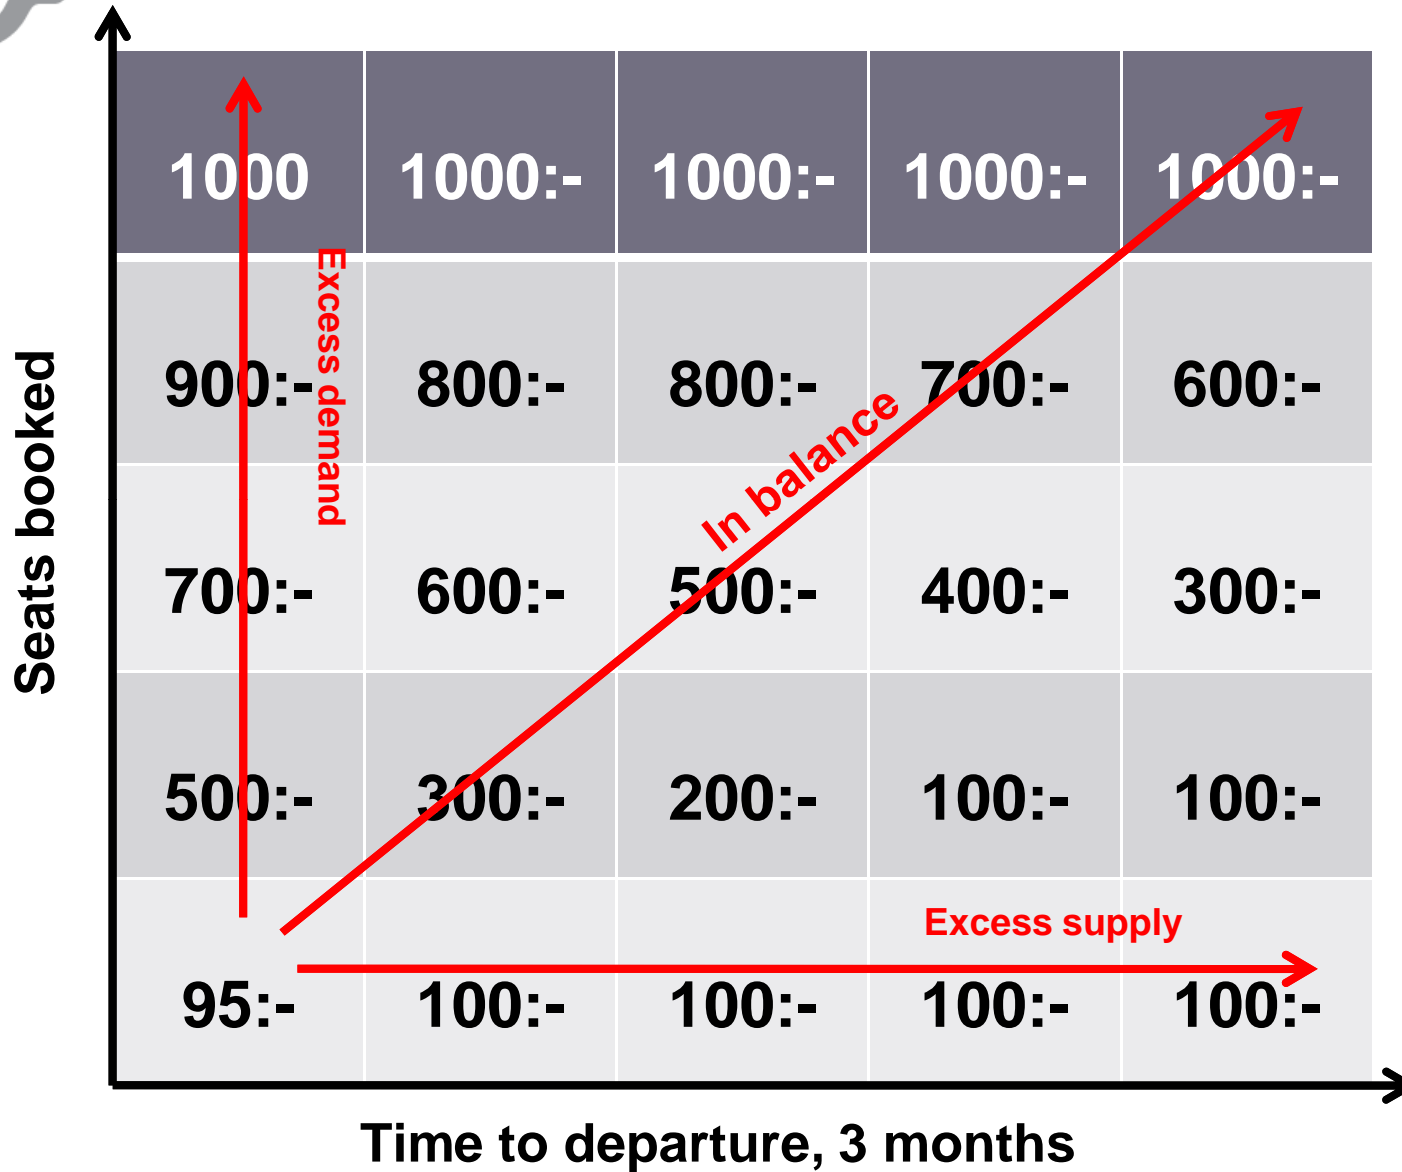 1000 1000:- 1000:- 1000:- 1000:-
Excess demand
900:- 800:- 800:- 700:- 600:-
In balance
Seats booked
700:- 600:- 500:- 400:- 300:-
500:- 300:- 200:- 100:- 100:-
Excess supply
95:- 100:- 100:- 100:- 100:-
Time to departure, 3 months